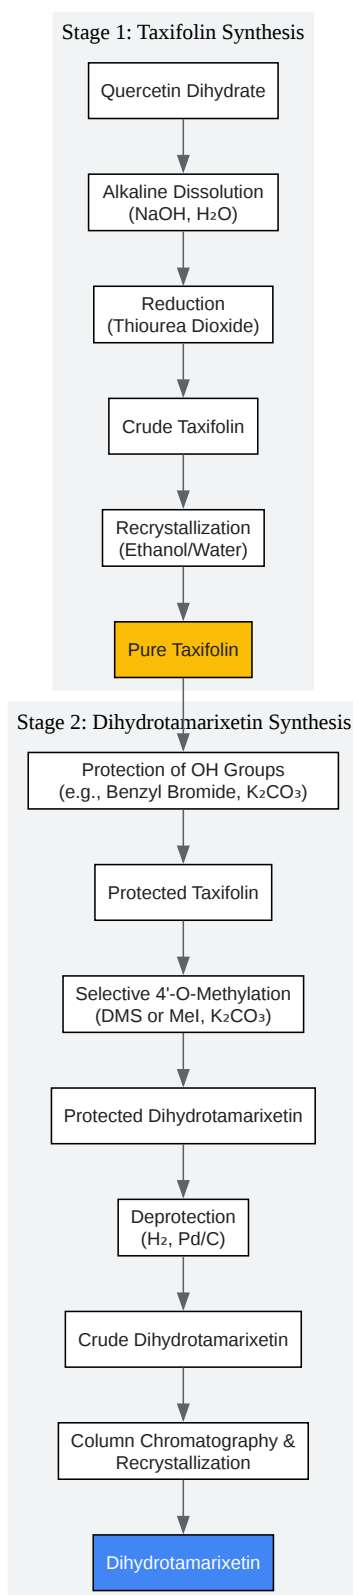 Stage 1: Taxifolin Synthesis
Quercetin Dihydrate
Alkaline Dissolution
(NaOH, H₂O)
Reduction
(Thiourea Dioxide)
Crude Taxifolin
Recrystallization
(Ethanol/Water)
Pure Taxifolin
Stage 2: Dihydrotamarixetin Synthesis
Protection of OH Groups
(e.g., Benzyl Bromide, K₂CO₃)
Protected Taxifolin
Selective 4'-O-Methylation
(DMS or MeI, K₂CO₃)
Protected Dihydrotamarixetin
Deprotection
(H₂, Pd/C)
Crude Dihydrotamarixetin
Column Chromatography &
Recrystallization
Dihydrotamarixetin